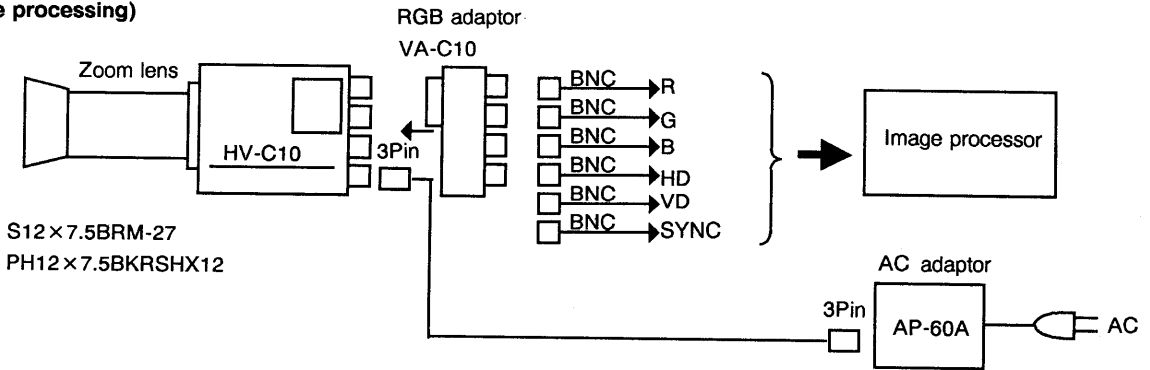 e processing)
RGB adaptor
VA-C10
Zoom lens
HV-C10
3Pin
BNC R
BNC G
BNC B
BNC HD
BNC VD
BNC SYNC
Image processor
S12×7.5BRM-27
PH12×7.5BKRSHX12
AC adaptor
3Pin
AP-60A
AC